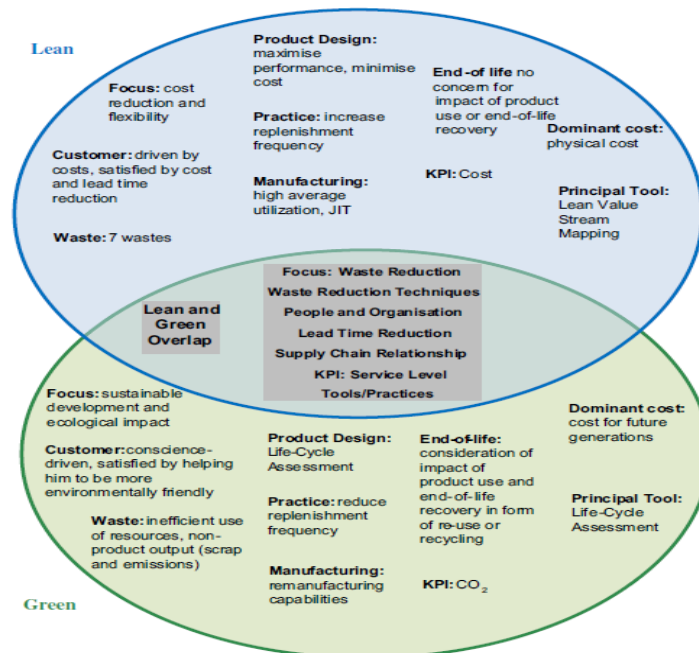 Lean
Product Design:
maximise
performance, minimise
cost
End-of life no
concern for
impact of product
use or end-of-life
recovery
Focus: cost
reduction and
flexibility
Practice: increase
replenishment
frequency
Dominant cost:
physical cost
Customer: driven by
costs, satisfied by cost
and lead time
reduction
Manufacturing:
high average
utilization, JIT
KPI: Cost
Principal Tool:
Lean Value
Stream
Mapping
Waste: 7 wastes
Lean and
Green
Overlap
Focus: Waste Reduction
Waste Reduction Techniques
People and Organisation
Lead Time Reduction
Supply Chain Relationship
KPI: Service Level
Tools/Practices
Focus: sustainable
development and
ecological impact
Customer:conscience-
driven, satisfied by helping
him to be more
environmentally friendly
Waste: inefficient use
of resources, non-
product output (scrap
and emissions)
Product Design:
Life-Cycle
Assessment
Practice: reduce
replenishment
frequency
Manufacturing:
remanufacturing
capabilities
End-of-life:
consideration of
impact of
product use and
end-of-life
recovery in form
of re-use or
recycling
KPI: CO₂
Dominant cost:
cost for future
generations
Principal Tool:
Life-Cycle
Assessment
Green